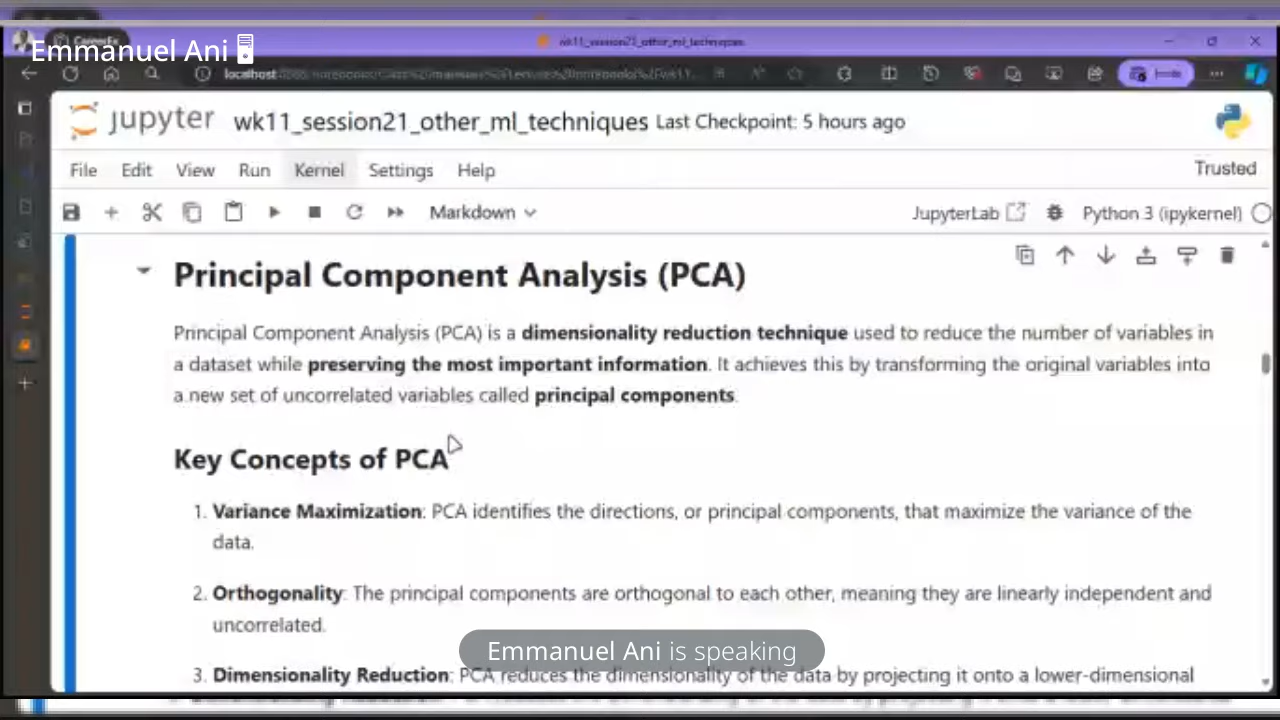 Emmanuel Ani
wk11_session21_other_ml_techniques
jupyter wk11_session21_other_ml_techniques Last Checkpoint: 5 hours ago
File Edit View Run Kernel Settings Help Trusted
Markdown JupyterLab Python 3 (ipykernel)
Principal Component Analysis (PCA)
Principal Component Analysis (PCA) is a dimensionality reduction technique used to reduce the number of variables in
a dataset while preserving the most important information. It achieves this by transforming the original variables into
a new set of uncorrelated variables called principal components.
Key Concepts of PCA
1. Variance Maximization: PCA identifies the directions, or principal components, that maximize the variance of the
data.
2. Orthogonality: The principal components are orthogonal to each other, meaning they are linearly independent and
uncorrelated.
Emmanuel Ani is speaking
3. Dimensionality Reduction: PCA reduces the dimensionality of the data by projecting it onto a lower-dimensional